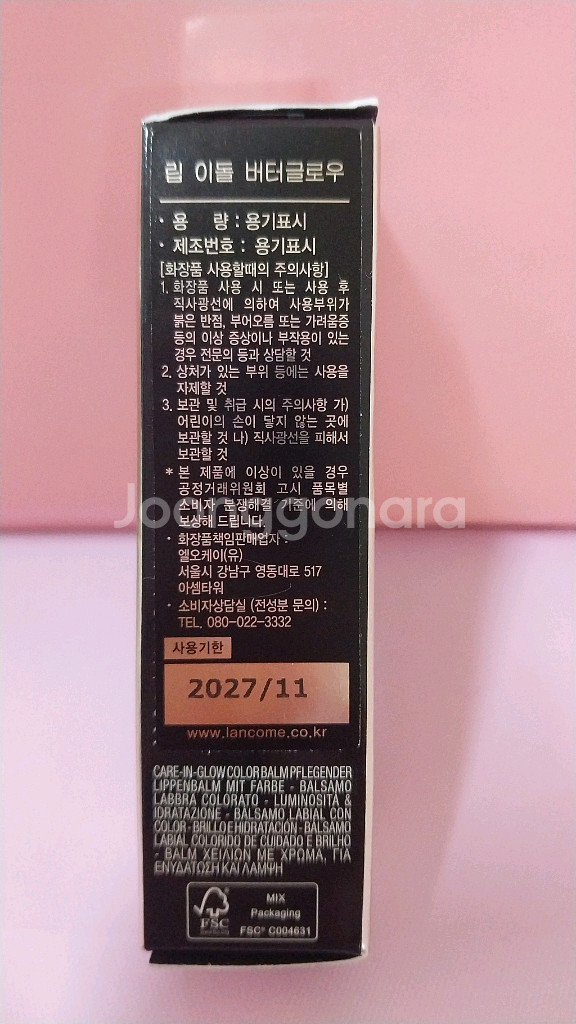 립 이돌 버터글로우
· 용 량 : 용기표시
· 제조번호 : 용기표시
[화장품 사용할때의 주의사항]
1. 화장품 사용 시 또는 사용 후
직사광선에 의하여 사용부위가
붉은 반점, 부어오름 또는 가려움증
등의 이상 증상이나 부작용이 있는
경우 전문의 등과 상담할 것
2. 상처가 있는 부위 등에는 사용을
자제할 것
3. 보관 및 취급 시의 주의사항 가)
어린이의 손이 닿지 않는 곳에
보관할 것 나) 직사광선을 피해서
보관할 것
* 본 제품에 이상이 있을 경우
공정거래위원회 고시 품목별
소비자 분쟁해결 기준에 의해
보상해 드립니다.
Joonggonara
· 화장품책임판매업자 :
엘오케이(유)
서울시 강남구 영동대로 517
아셈타워
· 소비자상담실 (전성분 문의) :
TEL. 080-022-3332
사용기한
2027/11
www.lancome.co.kr
CARE-IN-GLOW COLOR BALM PFLEGENDER
LIPPENBALM MIT FARBE - BALSAMO
LABBRA COLORATO - LUMINOSITÀ &
IDRATAZIONE - BALSAMO LABIAL CON
COLOR - BRILLO E HIDRATACIÓN - BÁLSAMO
LABIAL COLORIDO DE CUIDADO E BRILHO
- BALM ΧΕΙΛΙΩΝ ΜΕ ΧΡΩΜΑ, ΓΙΑ
ΕΝΥΔΑΤΩΣΗ ΚΑΙ ΛΑΜΨΗ
MIX
Packaging
FSC
FSC® C004631